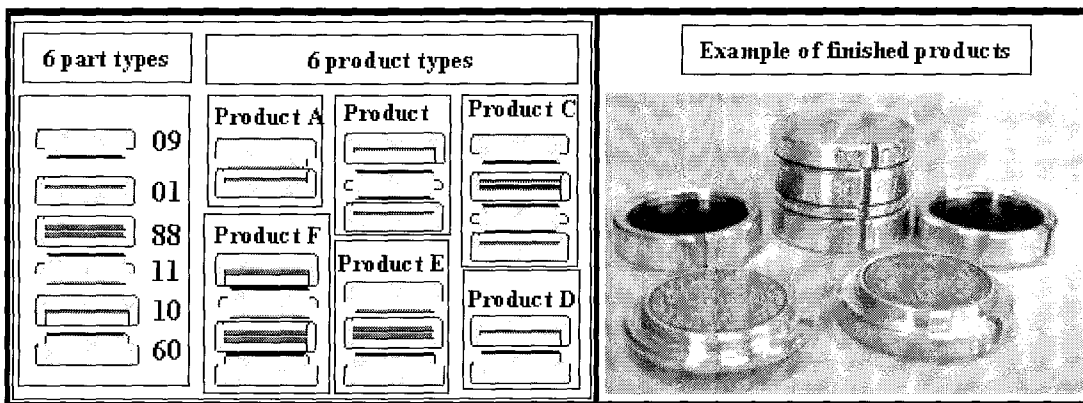 6 part types
6 product types
Example of finished products
09
01
88
11
10
60
Product A
Product
Product C
Product F
Product E
Product D